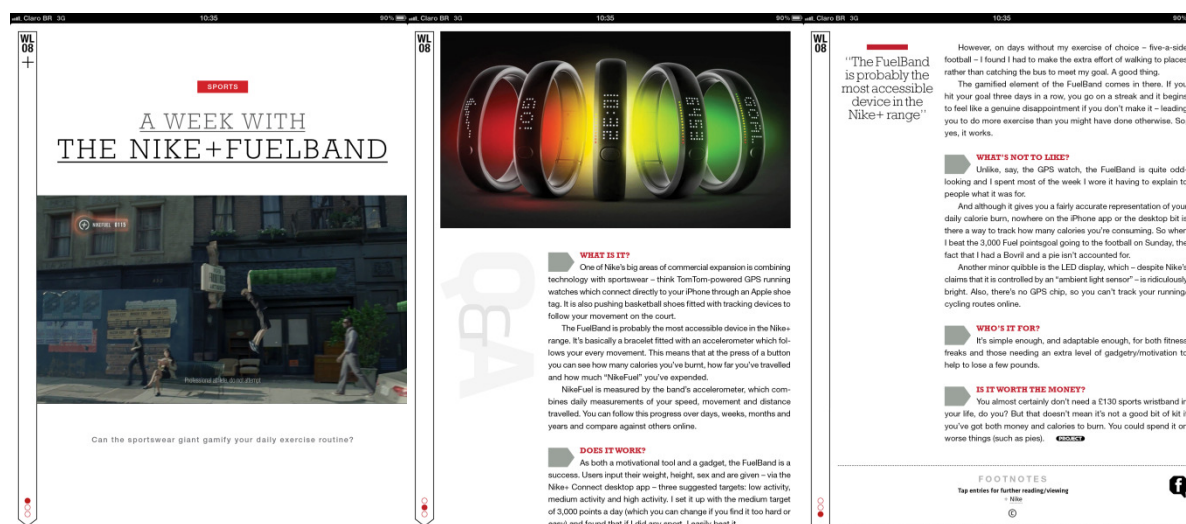 Claro BR 3G 10:35 90%
WL
08
+
SPORTS
A WEEK WITH
THE NIKE+FUELBAND
NIKEFUEL 8115
Professional athlete, do not attempt
Can the sportswear giant gamify your daily exercise routine?
Claro BR 3G 10:35 90%
WL
08
GOAL
Q&A
WHAT IS IT?
One of Nike's big areas of commercial expansion is combining
technology with sportswear – think TomTom-powered GPS running
watches which connect directly to your iPhone through an Apple shoe
tag. It is also pushing basketball shoes fitted with tracking devices to
follow your movement on the court.
The FuelBand is probably the most accessible device in the Nike+
range. It's basically a bracelet fitted with an accelerometer which fol-
lows your every movement. This means that at the press of a button
you can see how many calories you've burnt, how far you've travelled
and how much "NikeFuel" you've expended.
NikeFuel is measured by the band's accelerometer, which com-
bines daily measurements of your speed, movement and distance
travelled. You can follow this progress over days, weeks, months and
years and compare against others online.
DOES IT WORK?
As both a motivational tool and a gadget, the FuelBand is a
success. Users input their weight, height, sex and are given – via the
Nike+ Connect desktop app – three suggested targets: low activity,
medium activity and high activity. I set it up with the medium target
of 3,000 points a day (which you can change if you find it too hard or
easy) and found that if I did any sport, I easily beat it.
Claro BR 3G 10:35 90%
WL
08
"The FuelBand
is probably the
most accessible
device in the
Nike+ range"
However, on days without my exercise of choice – five-a-side
football – I found I had to make the extra effort of walking to places
rather than catching the bus to meet my goal. A good thing.
The gamified element of the FuelBand comes in there. If you
hit your goal three days in a row, you go on a streak and it begins
to feel like a genuine disappointment if you don't make it – leading
you to do more exercise than you might have done otherwise. So
yes, it works.
WHAT'S NOT TO LIKE?
Unlike, say, the GPS watch, the FuelBand is quite odd-
looking and I spent most of the week I wore it having to explain to
people what it was for.
And although it gives you a fairly accurate representation of your
daily calorie burn, nowhere on the iPhone app or the desktop bit is
there a way to track how many calories you're consuming. So when
I beat the 3,000 Fuel pointsgoal going to the football on Sunday, the
fact that I had a Bovril and a pie isn't accounted for.
Another minor quibble is the LED display, which – despite Nike's
claims that it is controlled by an "ambient light sensor" – is ridiculously
bright. Also, there's no GPS chip, so you can't track your running/
cycling routes online.
WHO'S IT FOR?
It's simple enough, and adaptable enough, for both fitness
freaks and those needing an extra level of gadgetry/motivation to
help to lose a few pounds.
IS IT WORTH THE MONEY?
You almost certainly don't need a £130 sports wristband in
your life, do you? But that doesn't mean it's not a good bit of kit if
you've got both money and calories to burn. You could spend it on
worse things (such as pies). PROJECT
FOOTNOTES
Tap entries for further reading/viewing
Nike
©
f